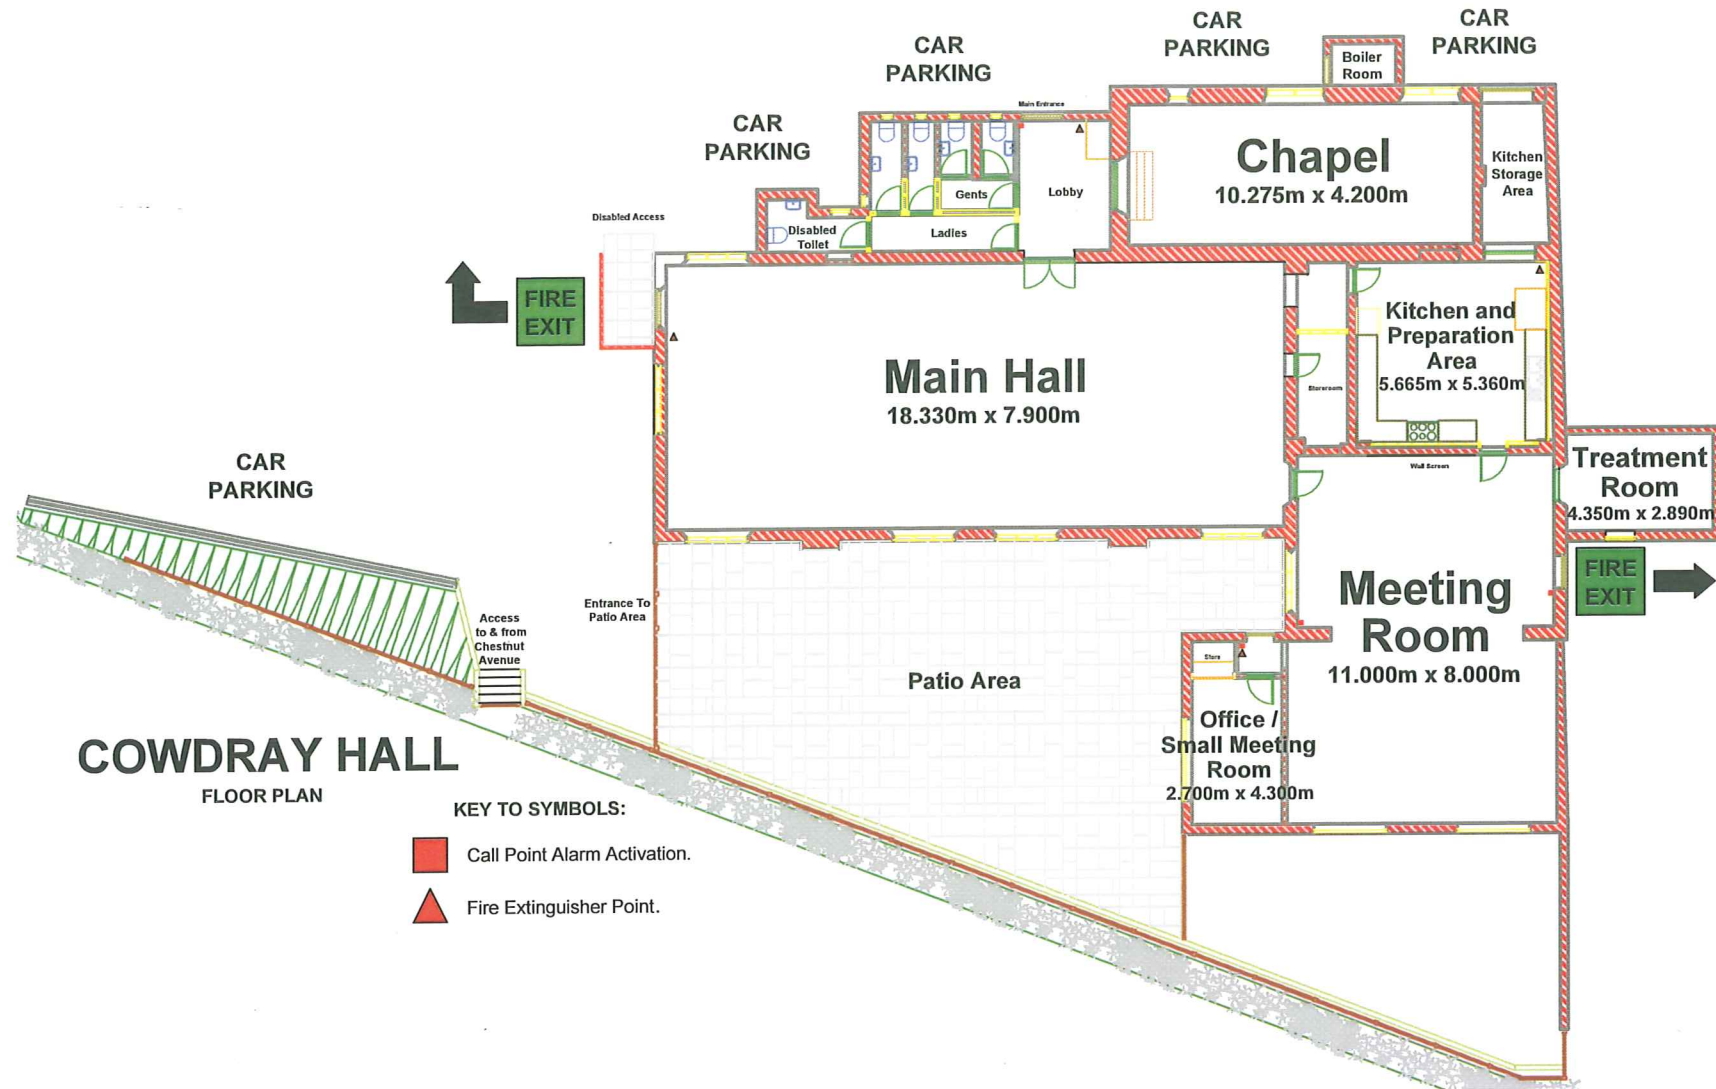 CAR
PARKING
CAR
PARKING
CAR
PARKING
CAR
PARKING
Boiler
Room
Main Entrance
Chapel
10.275m x 4.200m
Kitchen
Storage
Area
Lobby
Gents
Ladies
Disabled
Toilet
Disabled Access
FIRE
EXIT
Main Hall
18.330m x 7.900m
Storeroom
Kitchen and
Preparation
Area
5.665m x 5.360m
Wall Screen
Treatment
Room
4.350m x 2.890m
FIRE
EXIT
CAR
PARKING
Access
to & from
Chestnut
Avenue
Entrance To
Patio Area
Patio Area
Meeting
Room
11.000m x 8.000m
Store
Office /
Small Meeting
Room
2.700m x 4.300m
COWDRAY HALL
FLOOR PLAN
KEY TO SYMBOLS:
Call Point Alarm Activation.
Fire Extinguisher Point.